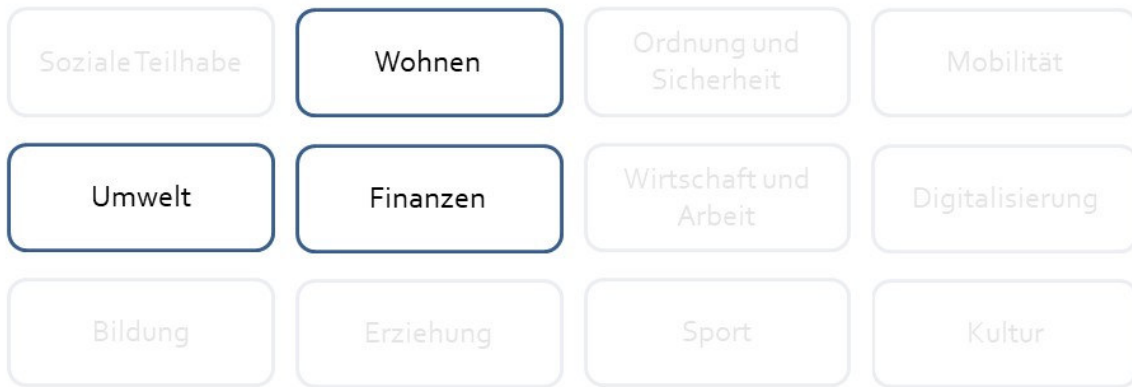 Soziale Teilhabe
Wohnen
Ordnung und
Sicherheit
Mobilität
Umwelt
Finanzen
Wirtschaft und
Arbeit
Digitalisierung
Bildung
Erziehung
Sport
Kultur